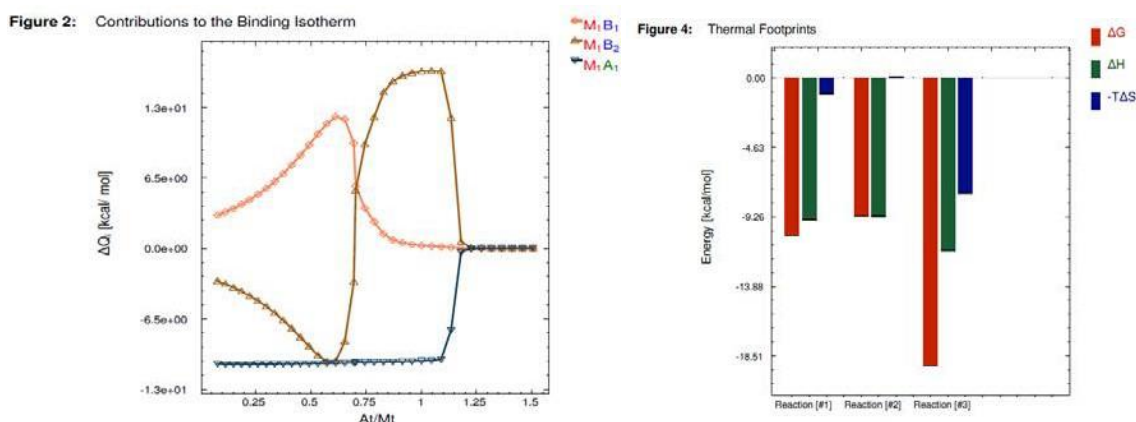 Figure 2: Contributions to the Binding Isotherm
M₁B₁
M₁B₂
M₁A₁
1.3e+01
6.5e+00
0.0e+00
-6.5e+00
-1.3e+01
ΔQᵢ [kcal/ mol]
0.25 0.5 0.75 1 1.25 1.5
At/Mt
Figure 4: Thermal Footprints
ΔG
ΔH
-TΔS
0.00
-4.63
-9.26
-13.88
-18.51
Energy [kcal/mol]
Reaction [#1] Reaction [#2] Reaction [#3]